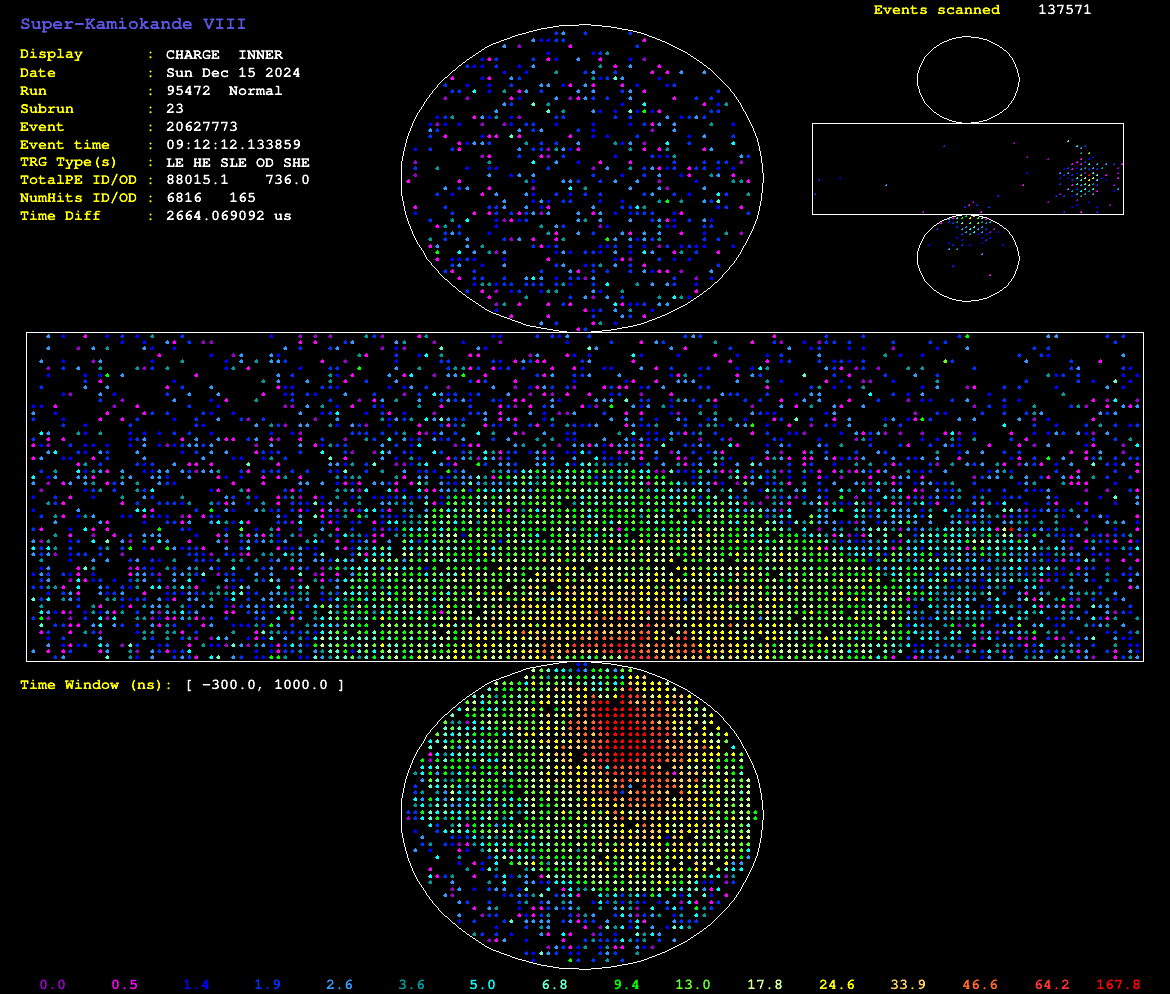 Super-Kamiokande VIII
Events scanned 137571
Display : CHARGE INNER
Date : Sun Dec 15 2024
Run : 95472 Normal
Subrun : 23
Event : 20627773
Event time : 09:12:12.133859
TRG Type(s) : LE HE SLE OD SHE
TotalPE ID/OD : 88015.1 736.0
NumHits ID/OD : 6816 165
Time Diff : 2664.069092 us
Time Window (ns): [ -300.0, 1000.0 ]
0.0 0.5 1.4 1.9 2.6 3.6 5.0 6.8 9.4 13.0 17.8 24.6 33.9 46.6 64.2 167.8